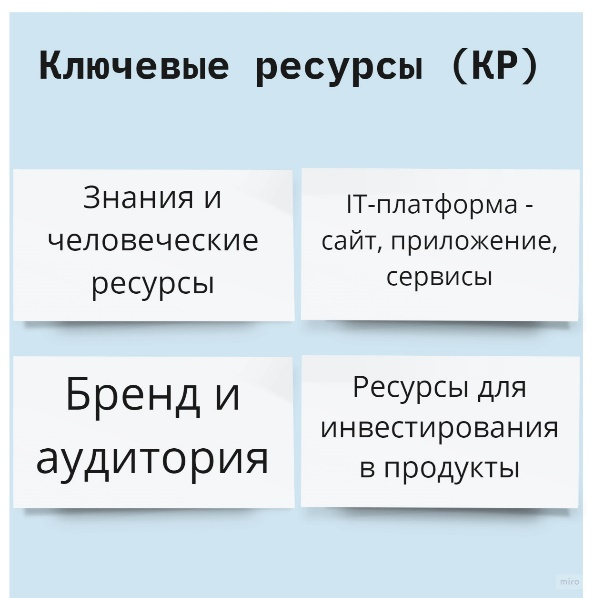 Ключевые ресурсы (КР)
Знания и
человеческие
ресурсы
IT-платформа -
сайт, приложение,
сервисы
Бренд и
аудитория
Ресурсы для
инвестирования
в продукты
miro